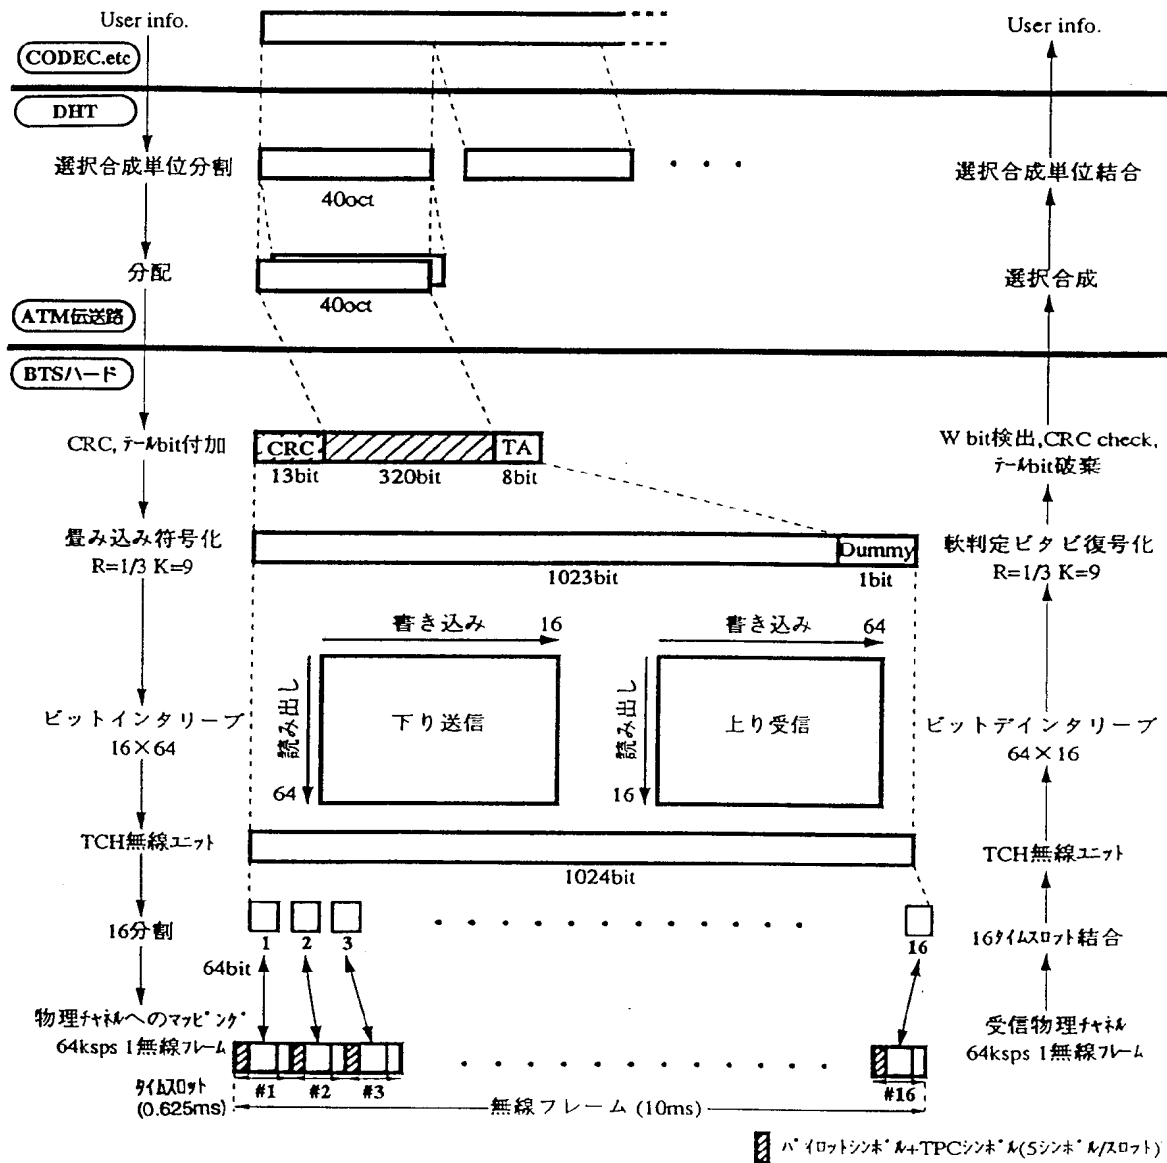 User info.
User info.
CODEC.etc
DHT
選択合成単位分割
40oct
選択合成単位結合
分配
40oct
選択合成
ATM伝送路
BTSハード
CRC, テールbit付加
CRC
TA
13bit
320bit
8bit
W bit検出,CRC check,
テールbit破棄
畳み込み符号化
R=1/3 K=9
Dummy
1023bit
1bit
軟判定ビタビ復号化
R=1/3 K=9
書き込み
16
書き込み
64
読み出し
64
下り送信
読み出し
16
上り受信
ビットインタリーブ
16×64
ビットデインタリーブ
64×16
TCH無線ユニット
1024bit
TCH無線ユニット
16分割
1
2
3
16
64bit
16タイムスロット結合
物理チャネルへのマッピング
64ksps 1無線フレーム
受信物理チャネル
64ksps 1無線フレーム
#1
#2
#3
#16
タイムスロット
(0.625ms)
無線フレーム (10ms)
パイロットシンボル+TPCシンボル(5シンボル/スロット)